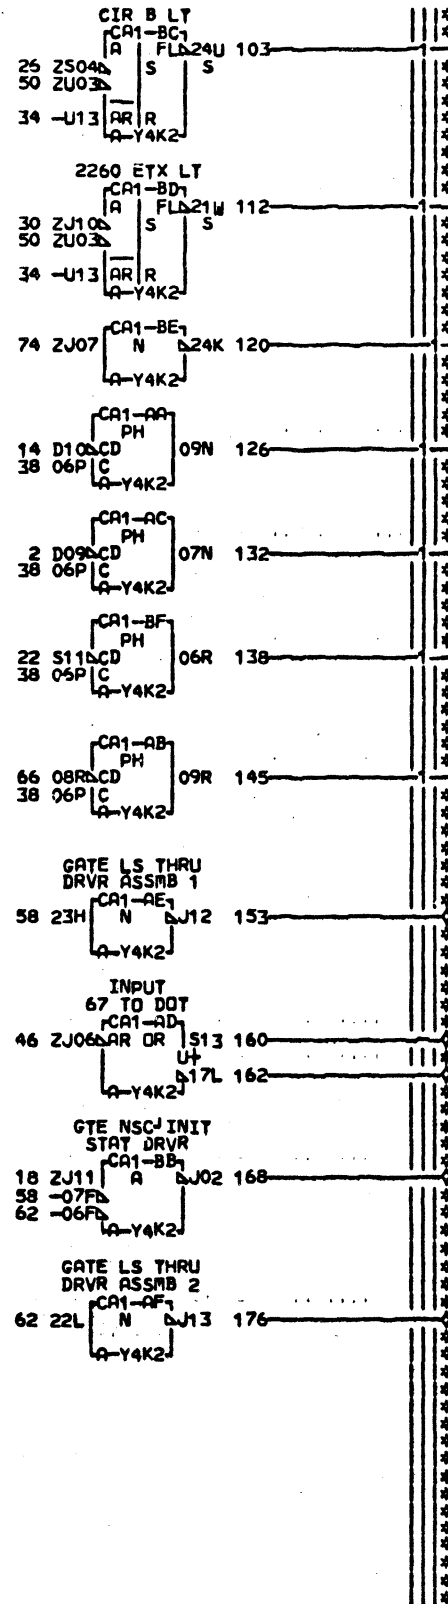 CIR B LT
CA1-BC
A FL 24U 103
26 ZS04 S S
50 ZU03
34 -U13 AR R
A-Y4K2
2260 ETX LT
CA1-BD
A FL 21W 112
30 ZJ10 S S
50 ZU03
34 -U13 AR R
A-Y4K2
CA1-BE
74 ZJ07 N 24K 120
A-Y4K2
CA1-AA
PH
14 D10 CD 09N 126
38 06P C
A-Y4K2
CA1-AC
PH
2 D09 CD 07N 132
38 06P C
A-Y4K2
CA1-BF
PH
22 S11 CD 06R 138
38 06P C
A-Y4K2
CA1-AB
PH
66 08R CD 09R 145
38 06P C
A-Y4K2
GATE LS THRU
DRVR ASSMB 1
CA1-AE
58 23H N J12 153
A-Y4K2
INPUT
67 TO DOT
CA1-AD
46 ZJ06 AR OR S13 160
U+
17L 162
A-Y4K2
GTE NSCJ INIT
STAT DRVR
CA1-BB
18 ZJ11 A J02 168
58 -07F
62 -06F
A-Y4K2
GATE LS THRU
DRVR ASSMB 2
CA1-AF
62 22L N J13 176
A-Y4K2